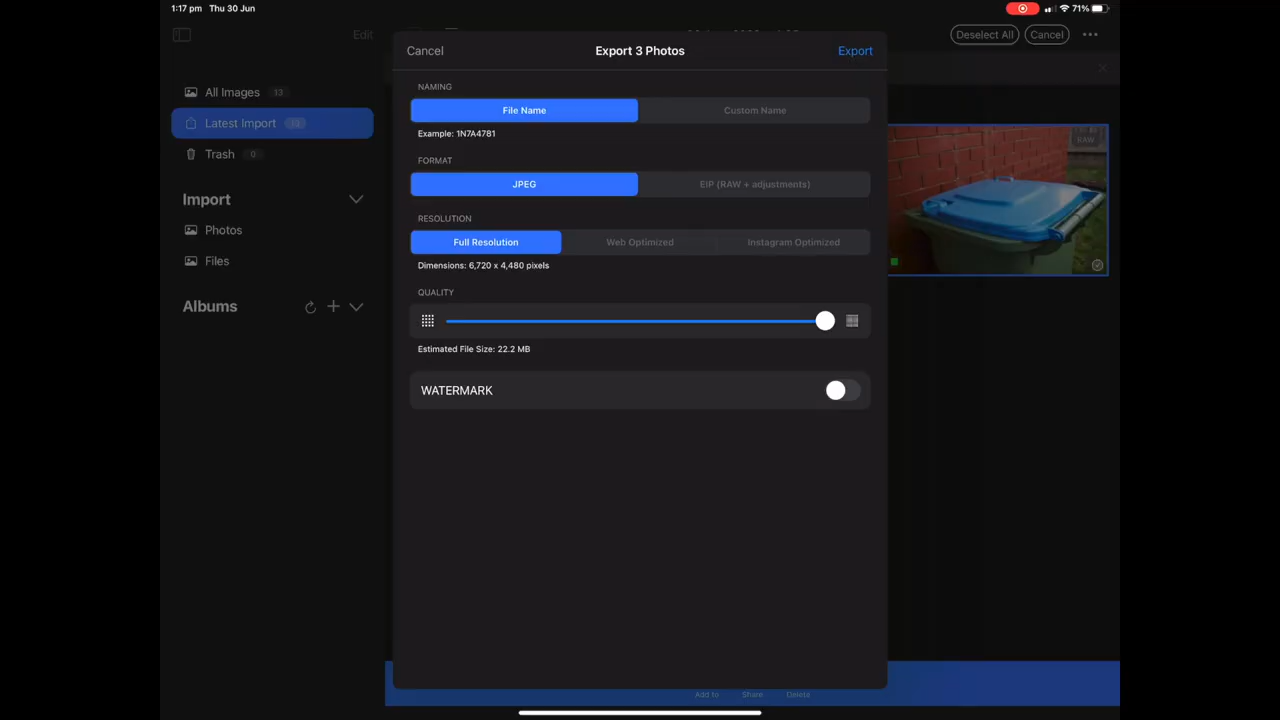 1:17 pm Thu 30 Jun
71%
Edit
Deselect All
Cancel
Cancel
Export 3 Photos
Export
All Images 13
Latest Import
Trash 0
Import
Photos
Files
Albums
NAMING
File Name
Custom Name
Example: 1N7A4781
FORMAT
JPEG
EIP (RAW + adjustments)
RESOLUTION
Full Resolution
Web Optimized
Instagram Optimized
Dimensions: 6,720 x 4,480 pixels
QUALITY
Estimated File Size: 22.2 MB
WATERMARK
RAW
Add to
Share
Delete